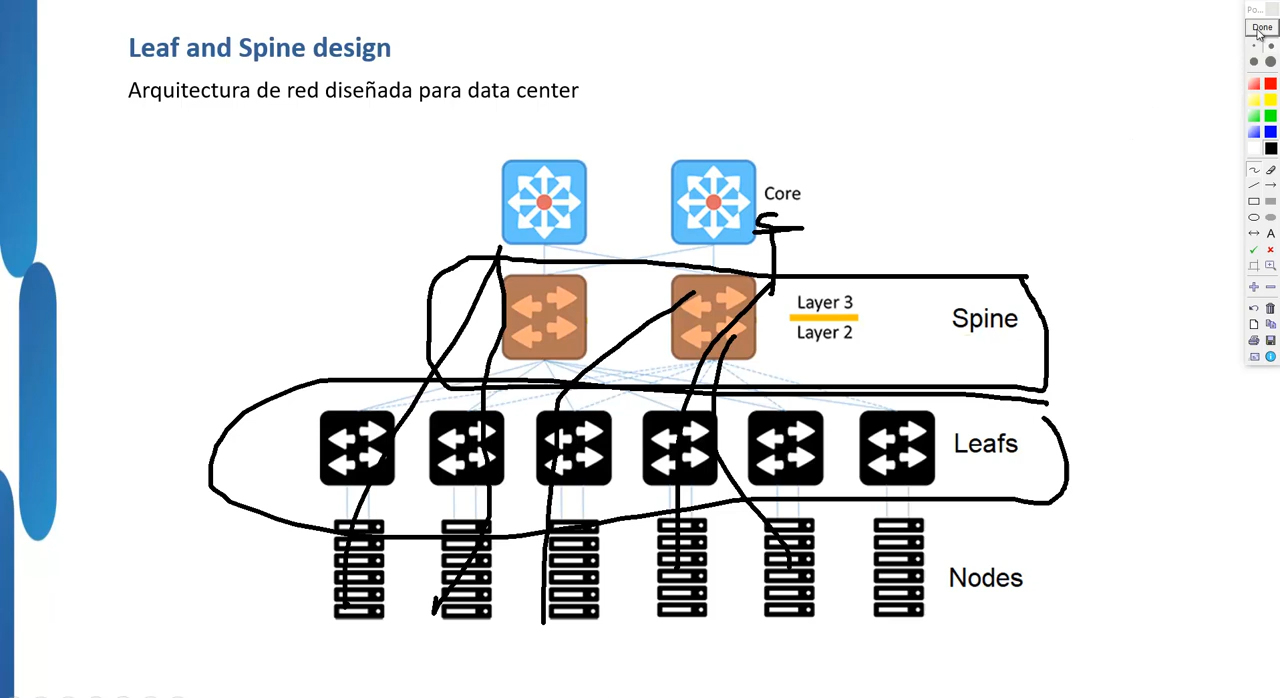 Leaf and Spine design
Arquitectura de red diseñada para data center
Core
Layer 3
Layer 2
Spine
Leafs
Nodes
Po...
Done
A